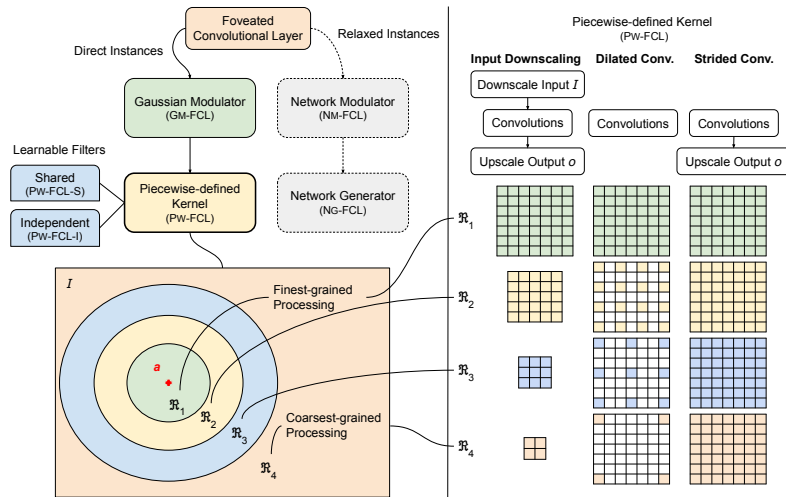 Foveated
Convolutional Layer
Direct Instances
Relaxed Instances
Gaussian Modulator
(GM-FCL)
Network Modulator
(NM-FCL)
Learnable Filters
Shared
(PW-FCL-S)
Independent
(PW-FCL-I)
Piecewise-defined
Kernel
(PW-FCL)
Network Generator
(NG-FCL)
I
Finest-grained
Processing
a
ℜ1
ℜ2
ℜ3
ℜ4
Coarsest-grained
Processing
Piecewise-defined Kernel
(PW-FCL)
Input Downscaling
Dilated Conv.
Strided Conv.
Downscale Input I
Convolutions
Convolutions
Convolutions
Upscale Output o
Upscale Output o
ℜ1
ℜ2
ℜ3
ℜ4